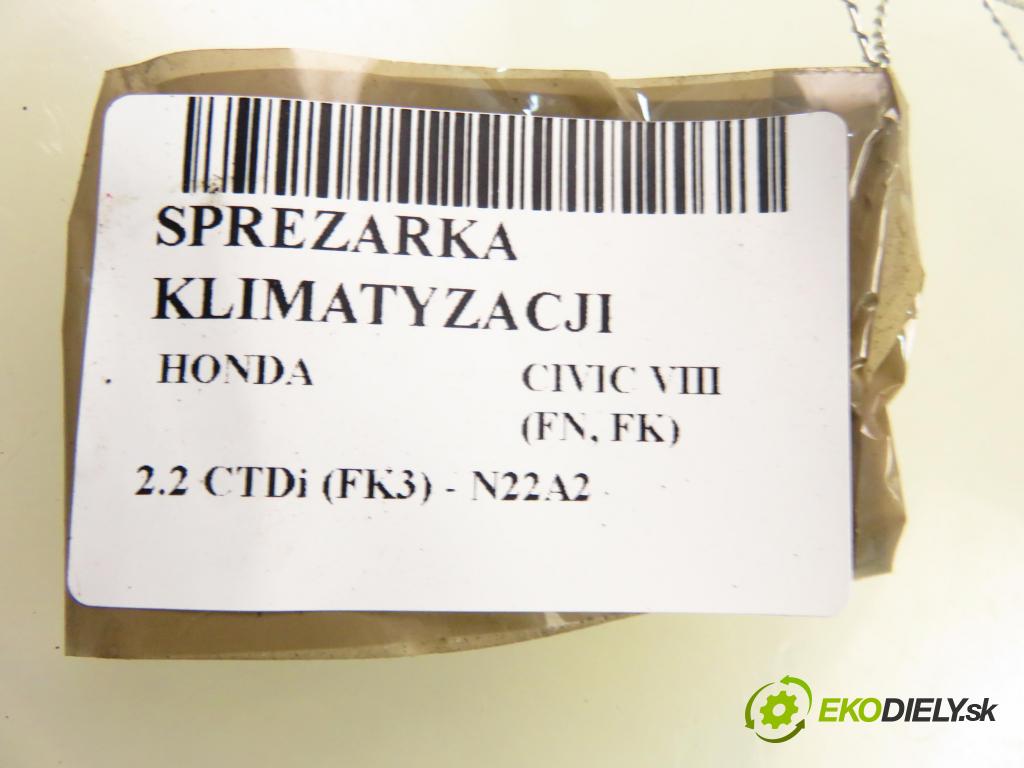 SPREZARKA
KLIMATYZACJI
HONDA CIVIC VIII
(FN, FK)
2.2 CTDi (FK3) - N22A2
EKODIELY.sk